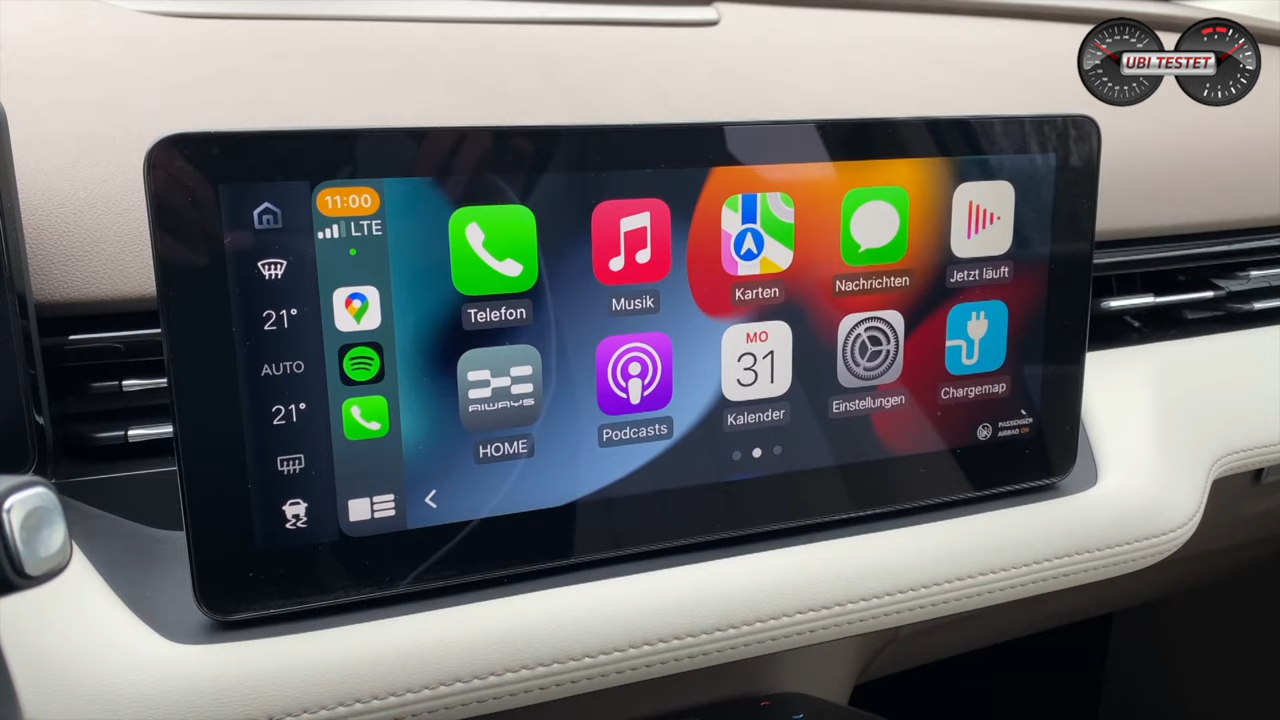 UBI TESTET
11:00
LTE
21°
AUTO
21°
Telefon
Musik
Karten
Nachrichten
Jetzt läuft
AIWAYS
HOME
Podcasts
MO
31
Kalender
Einstellungen
Chargemap
PASSENGER
AIRBAG ON